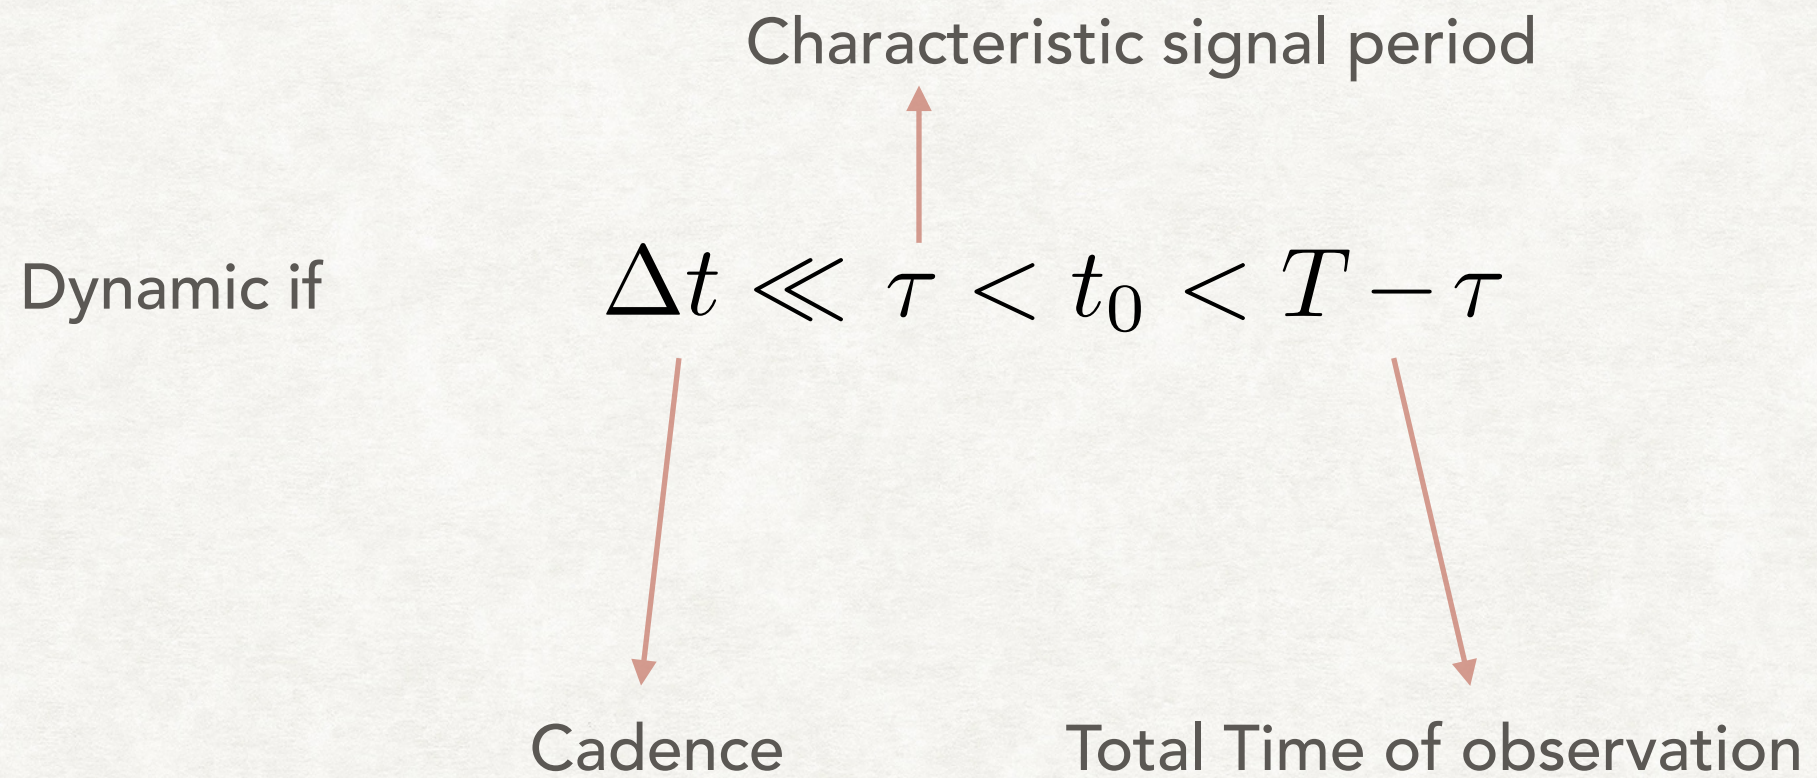 Characteristic signal period
Dynamic if Δt ≪ τ < t₀ < T − τ
Cadence
Total Time of observation